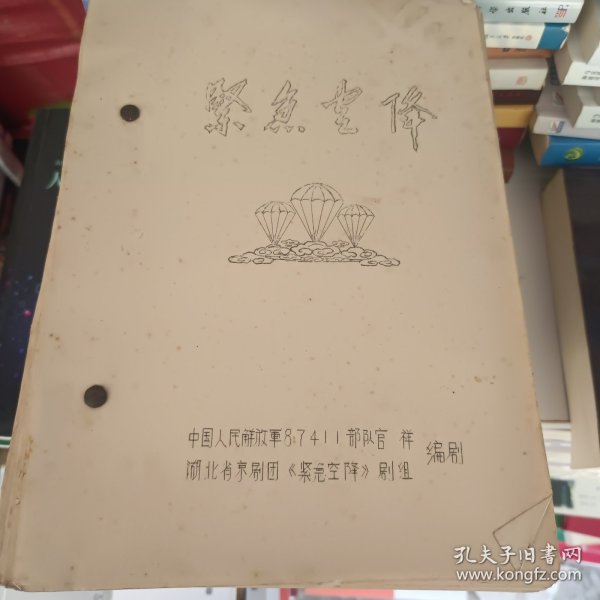 緊急空降
中国人民解放軍87411部队官 祥
湖北省京剧团《紧急空降》剧组
编剧
孔夫子旧书网
www.kongfz.com